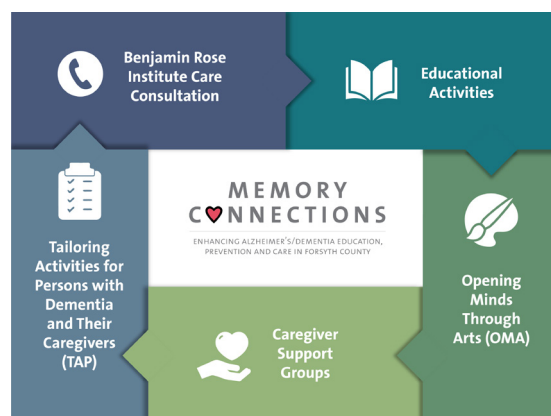 Benjamin Rose
Institute Care
Consultation
Educational
Activities
Opening
Minds
Through
Arts (OMA)
Caregiver
Support
Groups
Tailoring
Activities for
Persons with
Dementia
and Their
Caregivers
(TAP)
MEMORY
CONNECTIONS
ENHANCING ALZHEIMER'S/DEMENTIA EDUCATION,
PREVENTION AND CARE IN FORSYTH COUNTY